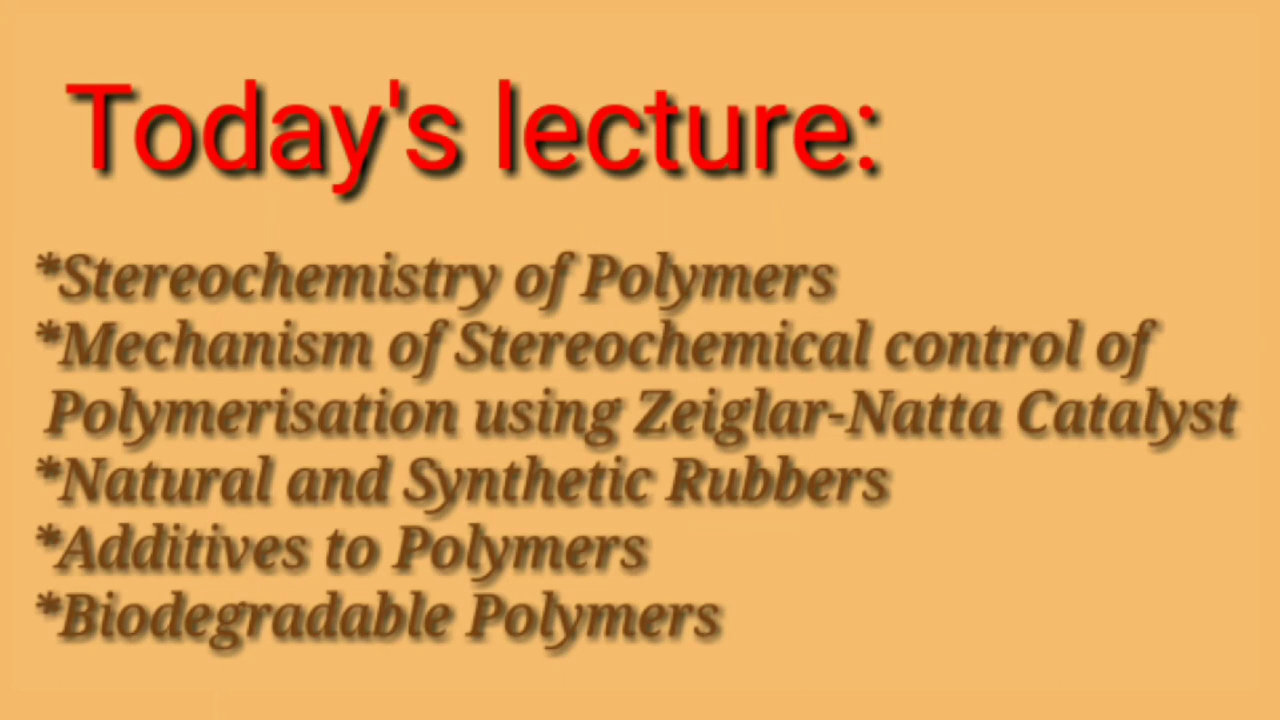 Today's lecture:
*Stereochemistry of Polymers
*Mechanism of Stereochemical control of
Polymerisation using Zeiglar-Natta Catalyst
*Natural and Synthetic Rubbers
*Additives to Polymers
*Biodegradable Polymers